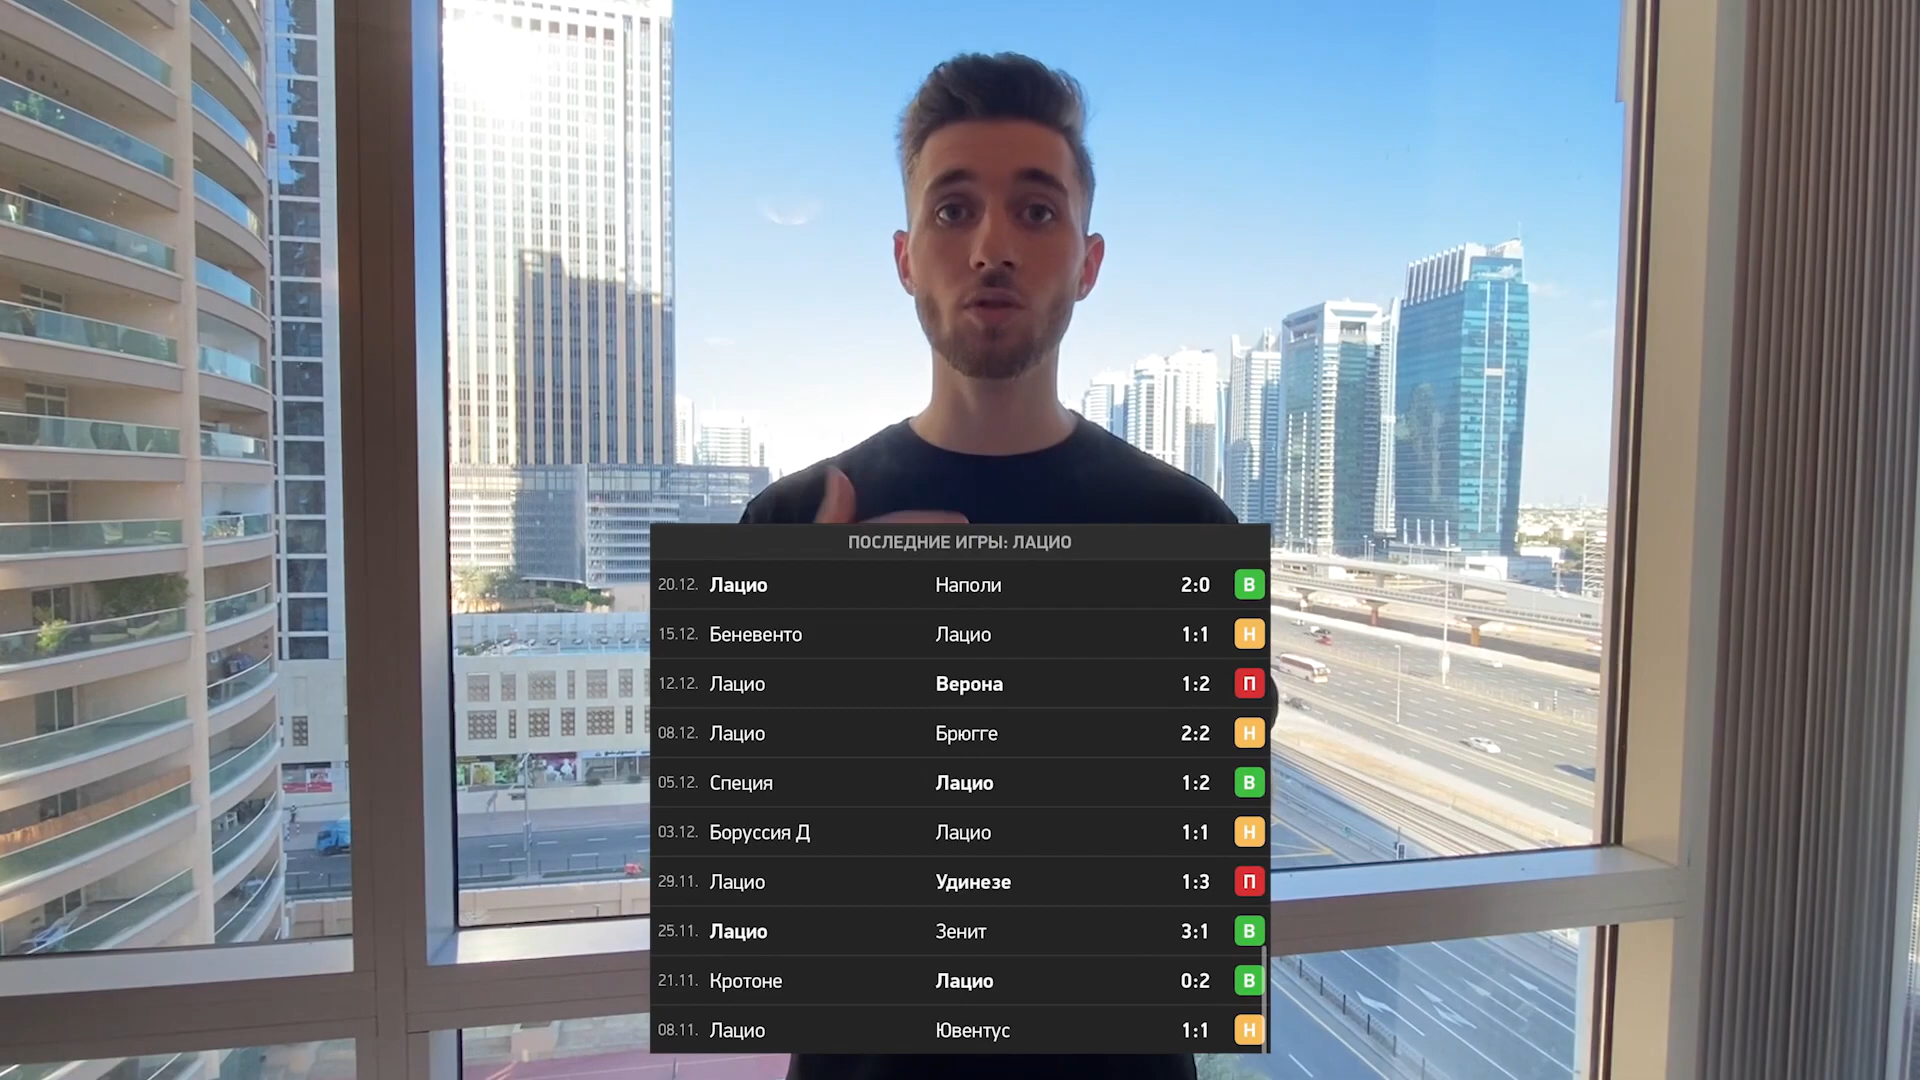 ПОСЛЕДНИЕ ИГРЫ: ЛАЦИО
20.12. Лацио Наполи 2:0 В
15.12. Беневенто Лацио 1:1 Н
12.12. Лацио Верона 1:2 П
08.12. Лацио Брюгге 2:2 Н
05.12. Специя Лацио 1:2 В
03.12. Боруссия Д Лацио 1:1 Н
29.11. Лацио Удинезе 1:3 П
25.11. Лацио Зенит 3:1 В
21.11. Кротоне Лацио 0:2 В
08.11. Лацио Ювентус 1:1 Н